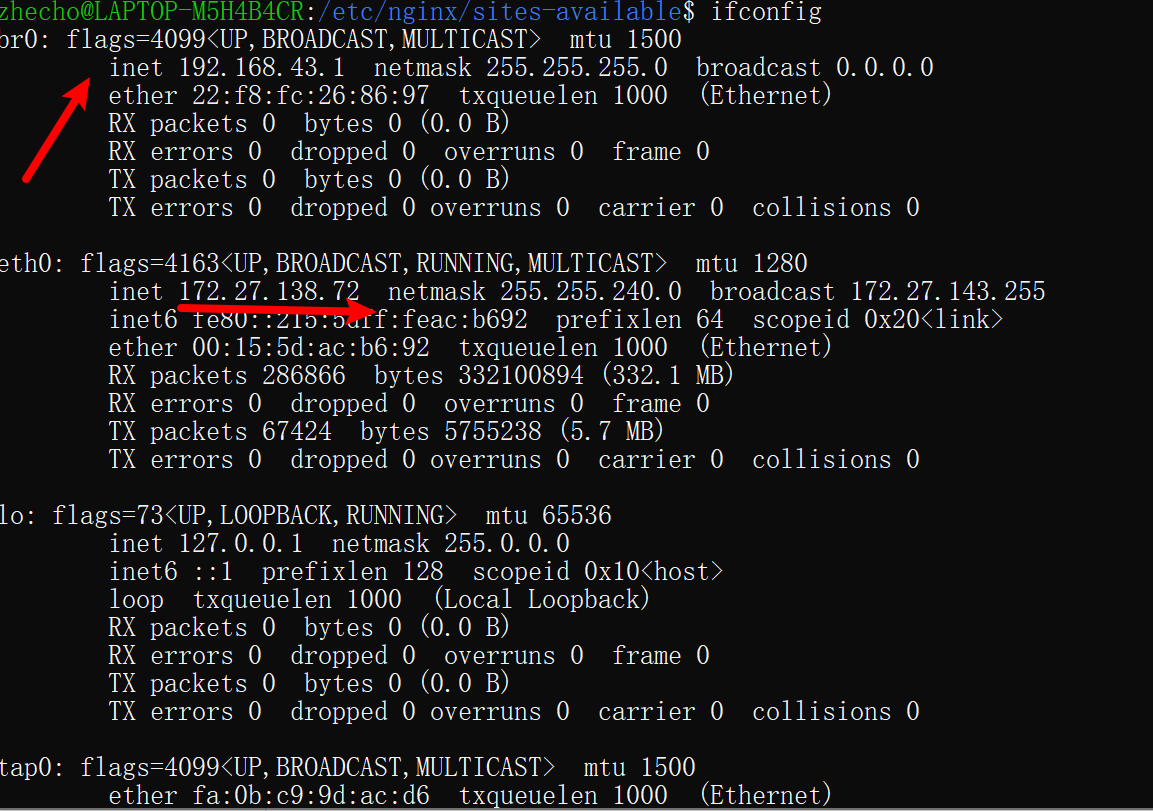 zhecho@LAPTOP-M5H4B4CR:/etc/nginx/sites-available$ ifconfig
br0: flags=4099<UP,BROADCAST,MULTICAST>  mtu 1500
        inet 192.168.43.1  netmask 255.255.255.0  broadcast 0.0.0.0
        ether 22:f8:fc:26:86:97  txqueuelen 1000  (Ethernet)
        RX packets 0  bytes 0 (0.0 B)
        RX errors 0  dropped 0  overruns 0  frame 0
        TX packets 0  bytes 0 (0.0 B)
        TX errors 0  dropped 0 overruns 0  carrier 0  collisions 0

eth0: flags=4163<UP,BROADCAST,RUNNING,MULTICAST>  mtu 1280
        inet 172.27.138.72  netmask 255.255.240.0  broadcast 172.27.143.255
        inet6 fe80::215:5dff:feac:b692  prefixlen 64  scopeid 0x20<link>
        ether 00:15:5d:ac:b6:92  txqueuelen 1000  (Ethernet)
        RX packets 286866  bytes 332100894 (332.1 MB)
        RX errors 0  dropped 0  overruns 0  frame 0
        TX packets 67424  bytes 5755238 (5.7 MB)
        TX errors 0  dropped 0 overruns 0  carrier 0  collisions 0

lo: flags=73<UP,LOOPBACK,RUNNING>  mtu 65536
        inet 127.0.0.1  netmask 255.0.0.0
        inet6 ::1  prefixlen 128  scopeid 0x10<host>
        loop  txqueuelen 1000  (Local Loopback)
        RX packets 0  bytes 0 (0.0 B)
        RX errors 0  dropped 0  overruns 0  frame 0
        TX packets 0  bytes 0 (0.0 B)
        TX errors 0  dropped 0 overruns 0  carrier 0  collisions 0

tap0: flags=4099<UP,BROADCAST,MULTICAST>  mtu 1500
        ether fa:0b:c9:9d:ac:d6  txqueuelen 1000  (Ethernet)